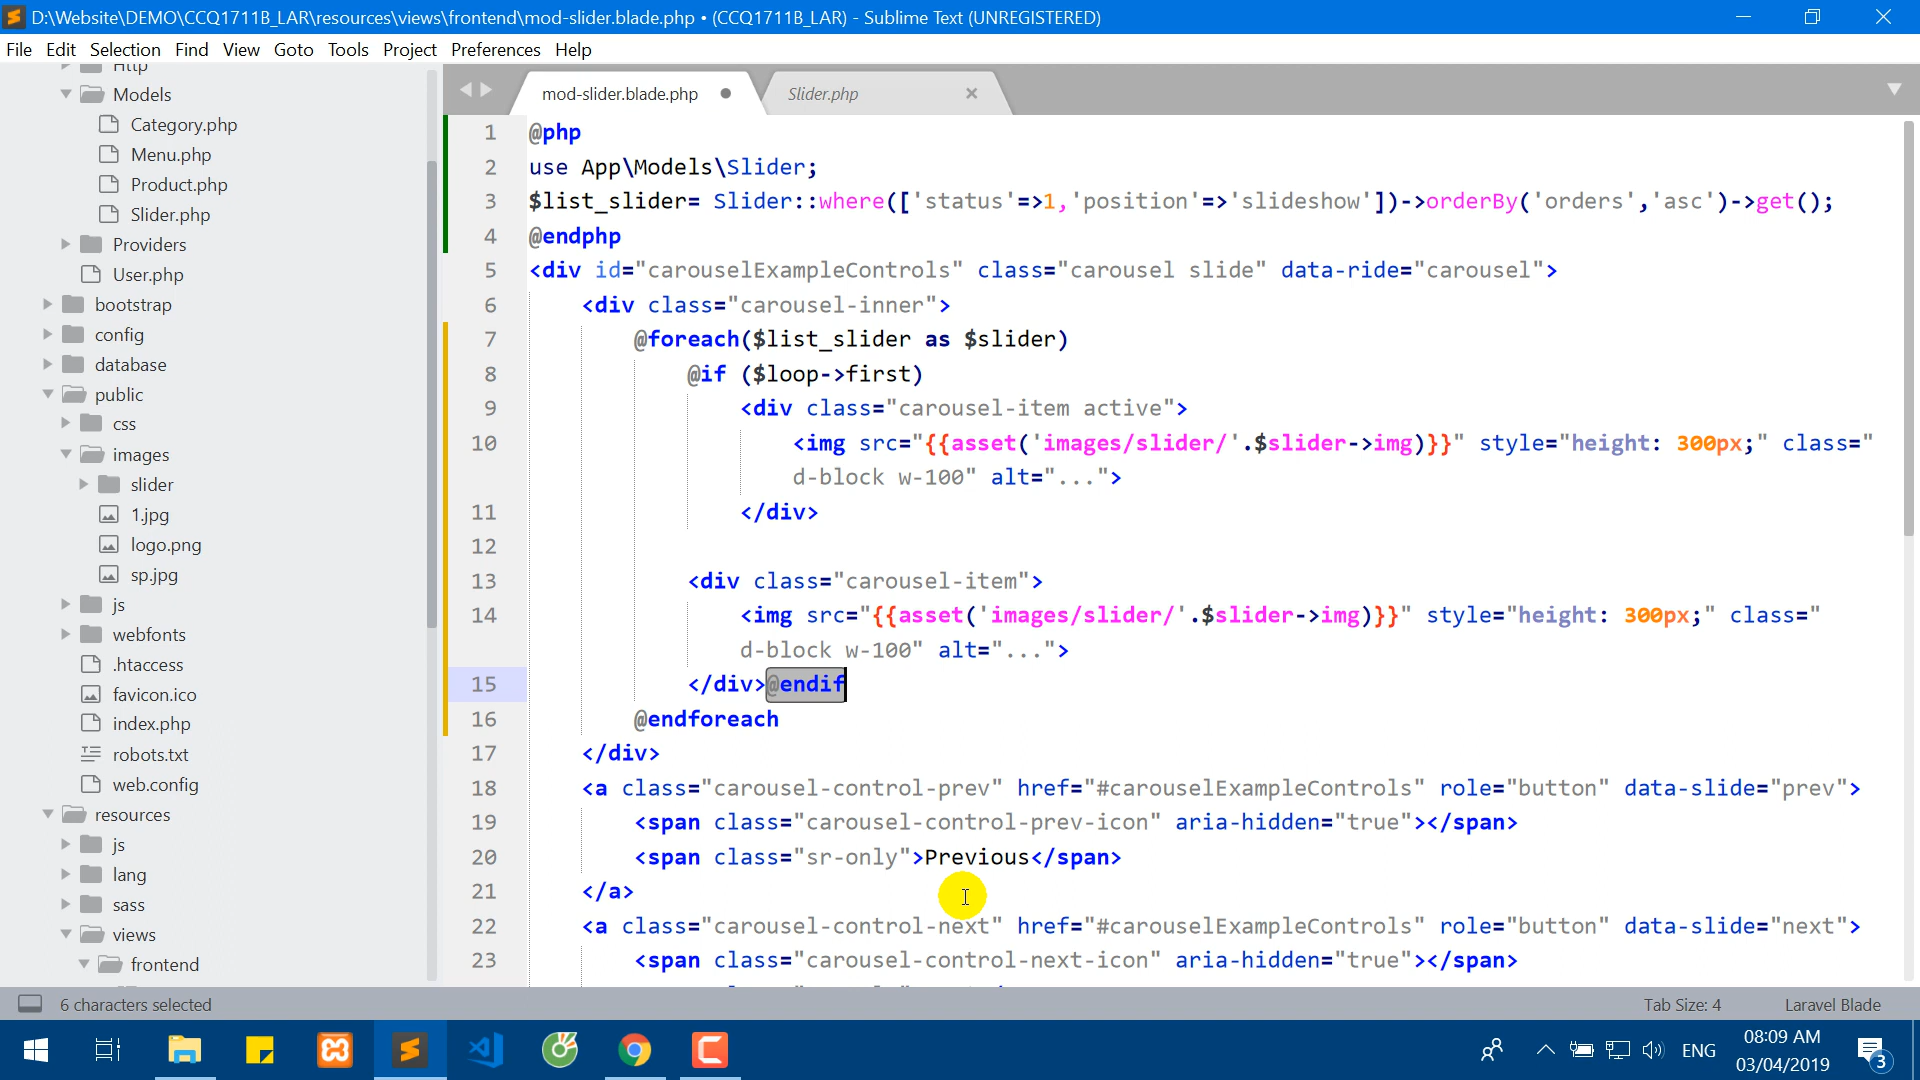 D:\Website\DEMO\CCQ1711B_LAR\resources\views\frontend\mod-slider.blade.php • (CCQ1711B_LAR) - Sublime Text (UNREGISTERED)
File Edit Selection Find View Goto Tools Project Preferences Help
Http
Models
Category.php
Menu.php
Product.php
Slider.php
Providers
User.php
bootstrap
config
database
public
css
images
slider
1.jpg
logo.png
sp.jpg
js
webfonts
.htaccess
favicon.ico
index.php
robots.txt
web.config
resources
js
lang
sass
views
frontend
mod-slider.blade.php
Slider.php
1 @php
2 use App\Models\Slider;
3 $list_slider= Slider::where(['status'=>1,'position'=>'slideshow'])->orderBy('orders','asc')->get();
4 @endphp
5 <div id="carouselExampleControls" class="carousel slide" data-ride="carousel">
6 <div class="carousel-inner">
7 @foreach($list_slider as $slider)
8 @if ($loop->first)
9 <div class="carousel-item active">
10 <img src="{{asset('images/slider/'.$slider->img)}}" style="height: 300px;" class="
d-block w-100" alt="...">
11 </div>
12
13 <div class="carousel-item">
14 <img src="{{asset('images/slider/'.$slider->img)}}" style="height: 300px;" class="
d-block w-100" alt="...">
15 </div>@endif
16 @endforeach
17 </div>
18 <a class="carousel-control-prev" href="#carouselExampleControls" role="button" data-slide="prev">
19 <span class="carousel-control-prev-icon" aria-hidden="true"></span>
20 <span class="sr-only">Previous</span>
21 </a>
22 <a class="carousel-control-next" href="#carouselExampleControls" role="button" data-slide="next">
23 <span class="carousel-control-next-icon" aria-hidden="true"></span>
6 characters selected
Tab Size: 4
Laravel Blade
ENG
08:09 AM
03/04/2019
3